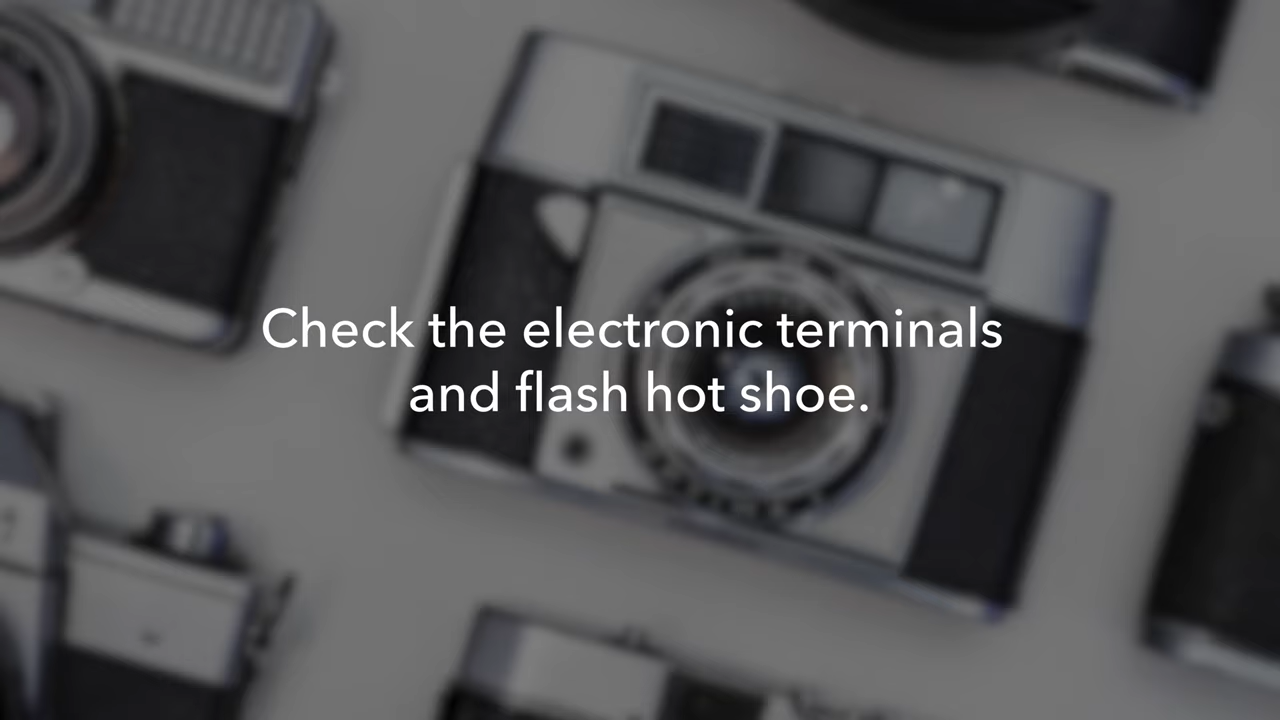 Check the electronic terminals
and flash hot shoe.